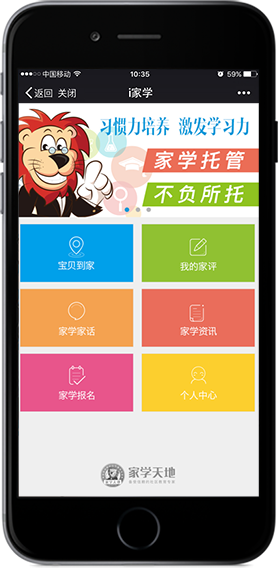 中国移动
10:35
59%
返回 关闭
i家学
习惯力培养 激发学习力
家学托管
不负所托
宝贝到家
我的家评
家学家话
家学资讯
家学报名
个人中心
家学天地